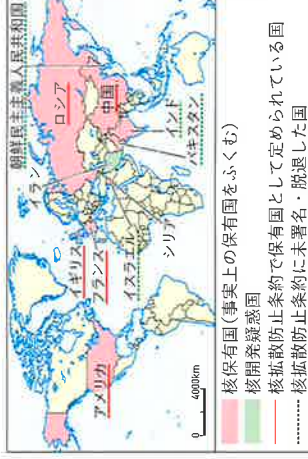 朝鮮民主主義人民共和国
イラン
ロシア
イギリス
フランス
中国
アメリカ
イスラエル
シリア
インド
パキスタン
0 4000km
核保有国(事実上の保有国をふくむ)
核開発疑惑国
核拡散防止条約で保有国として定められている国
核拡散防止条約に未署名・脱退した国